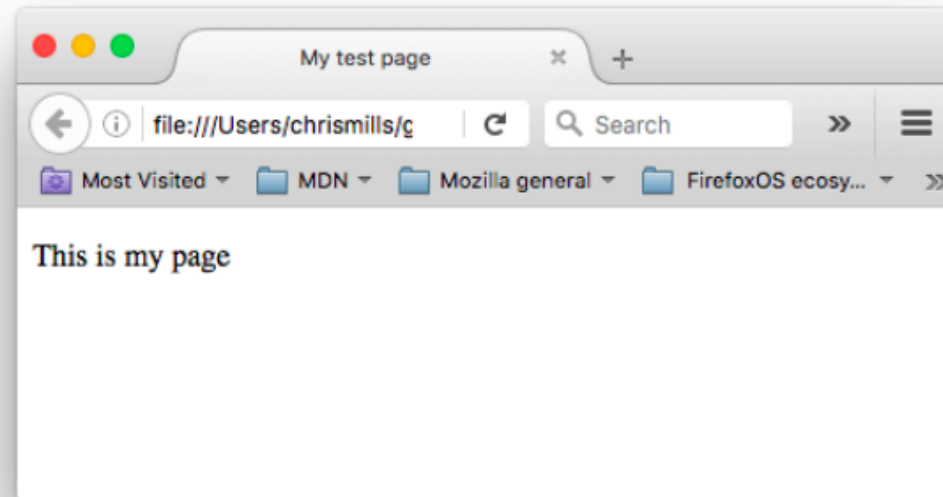 My test page
file:///Users/chrismills/g
Search
Most Visited MDN Mozilla general FirefoxOS ecosy...
This is my page